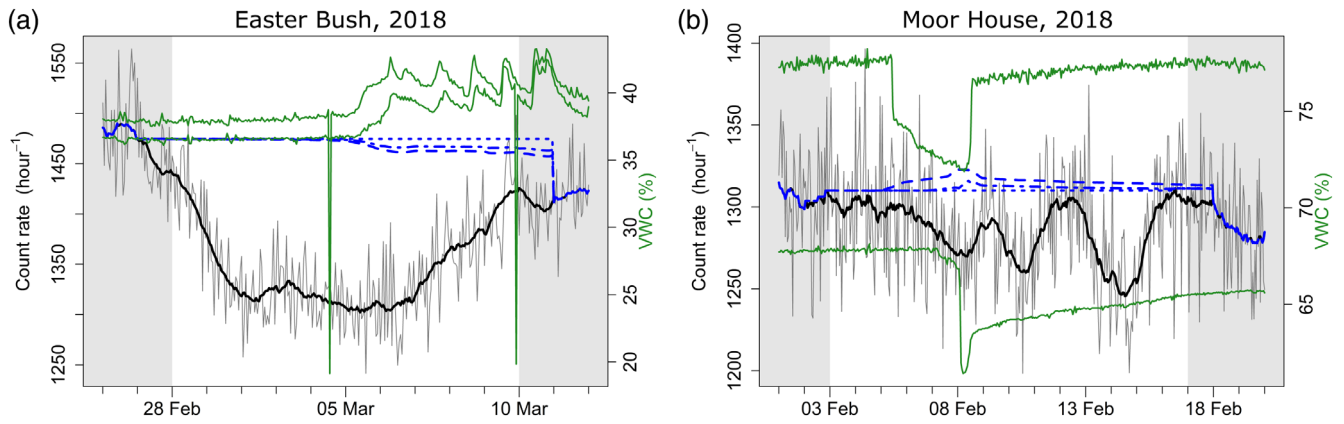 (a)
Easter Bush, 2018
Count rate (hour⁻¹)
1550
1450
1350
1250
40
35
30
25
20
VWC (%)
28 Feb
05 Mar
10 Mar
(b)
Moor House, 2018
Count rate (hour⁻¹)
1400
1350
1300
1250
1200
75
70
65
VWC (%)
03 Feb
08 Feb
13 Feb
18 Feb